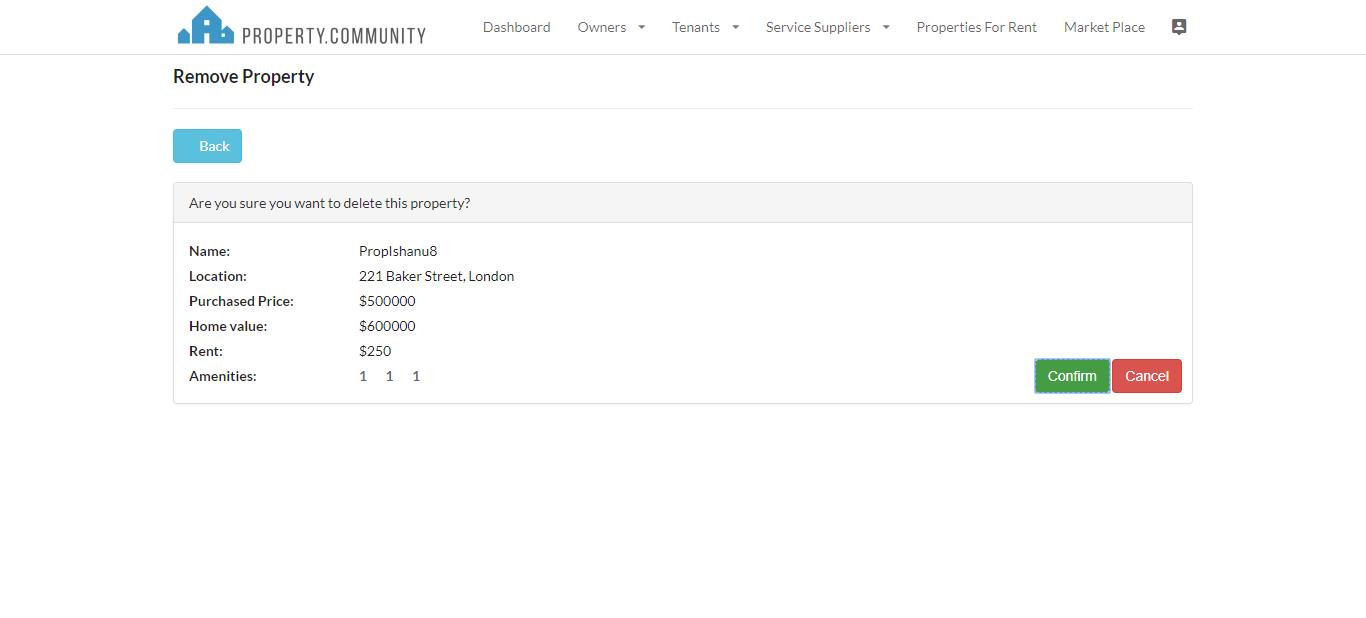 PROPERTY.COMMUNITY Dashboard Owners Tenants Service Suppliers Properties For Rent Market Place
Remove Property
Back
Are you sure you want to delete this property?
Name: PropIshanu8
Location: 221 Baker Street, London
Purchased Price: $500000
Home value: $600000
Rent: $250
Amenities: 1 1 1 Confirm Cancel